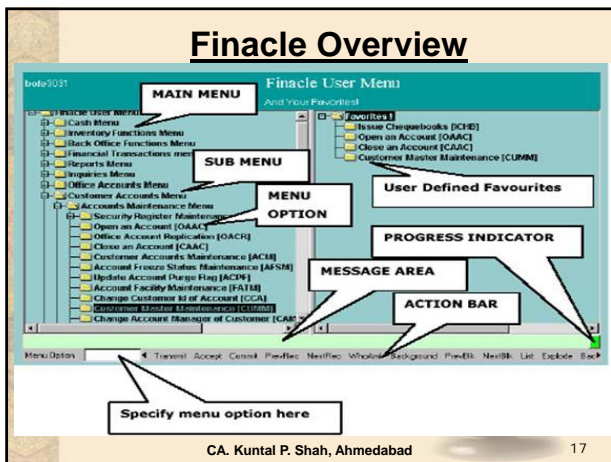 Finacle Overview
bote3031
Finacle User Menu
And Your Favorites!
MAIN MENU
Finacle User Menu
Cash Menu
Inventory Functions Menu
Back Office Functions Menu
Financial Transactions menu
Reports Menu
Inquiries Menu
Office Accounts Menu
Customer Accounts Menu
Accounts Maintenance Menu
Security Register Maintenanc
Open an Account [OAAC]
Office Account Replication [OACR]
Close an Account [CAAC]
Customer Accounts Maintenance [ACM]
Account Freeze Status Maintenance [AFSM]
Update Account Purge Flag [ACPF]
Account Facility Maintenance [FATM]
Change Customer Id of Account [CCA]
Customer Master Maintenance [CUMM]
Change Account Manager of Customer
SUB MENU
MENU OPTION
Favorites !
Issue Chequebooks [ICHB]
Open an Account [OAAC]
Close an Account [CAAC]
Customer Master Maintenance [CUMM]
User Defined Favourites
PROGRESS INDICATOR
MESSAGE AREA
ACTION BAR
Menu Option Transmit Accept Commit PrevRec NextRec WhoAmI Background PrevBlk NextBlk List Explode
Specify menu option here
CA. Kuntal P. Shah, Ahmedabad 17